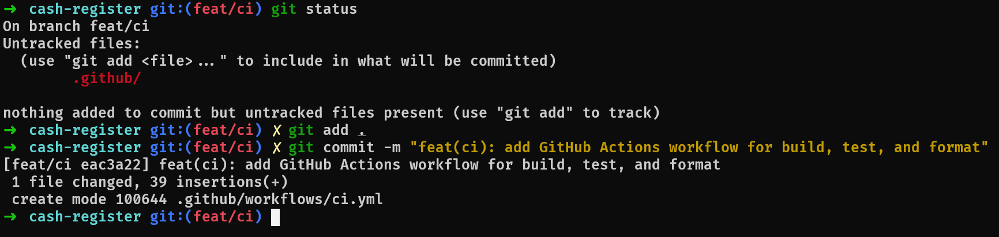 ➜  cash-register git:(feat/ci) git status
On branch feat/ci
Untracked files:
  (use "git add <file>..." to include in what will be committed)
        .github/

nothing added to commit but untracked files present (use "git add" to track)
➜  cash-register git:(feat/ci) ✗ git add .
➜  cash-register git:(feat/ci) ✗ git commit -m "feat(ci): add GitHub Actions workflow for build, test, and format"
[feat/ci eac3a22] feat(ci): add GitHub Actions workflow for build, test, and format
 1 file changed, 39 insertions(+)
 create mode 100644 .github/workflows/ci.yml
➜  cash-register git:(feat/ci)